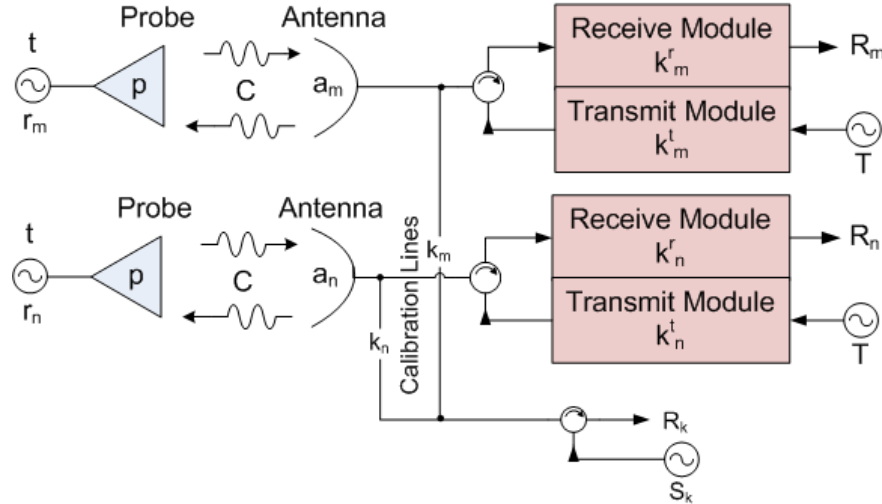 Probe
Antenna
t
p
C
a_m
r_m
Receive Module
k^r_m
R_m
Transmit Module
k^t_m
T
Probe
Antenna
t
p
C
a_n
r_n
k_m
k_n
Calibration Lines
Receive Module
k^r_n
R_n
Transmit Module
k^t_n
T
R_k
S_k